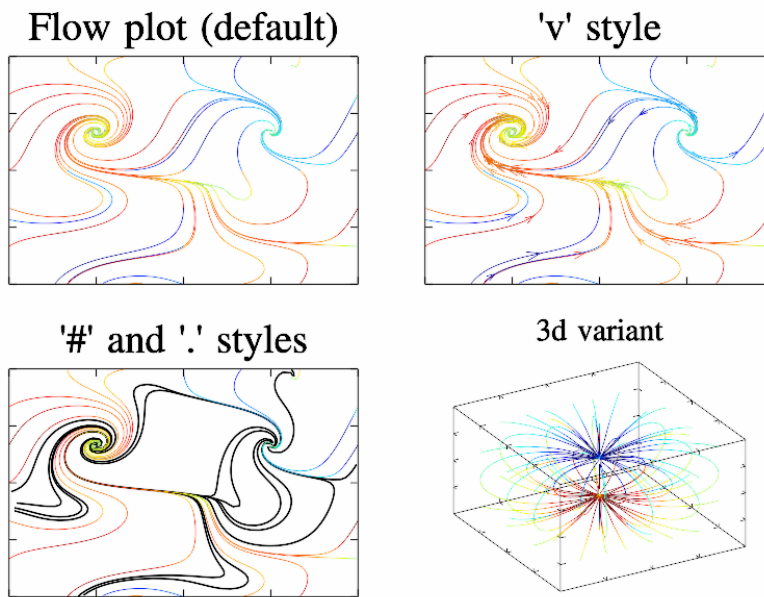 Flow plot (default)
'v' style
'#' and '.' styles
3d variant